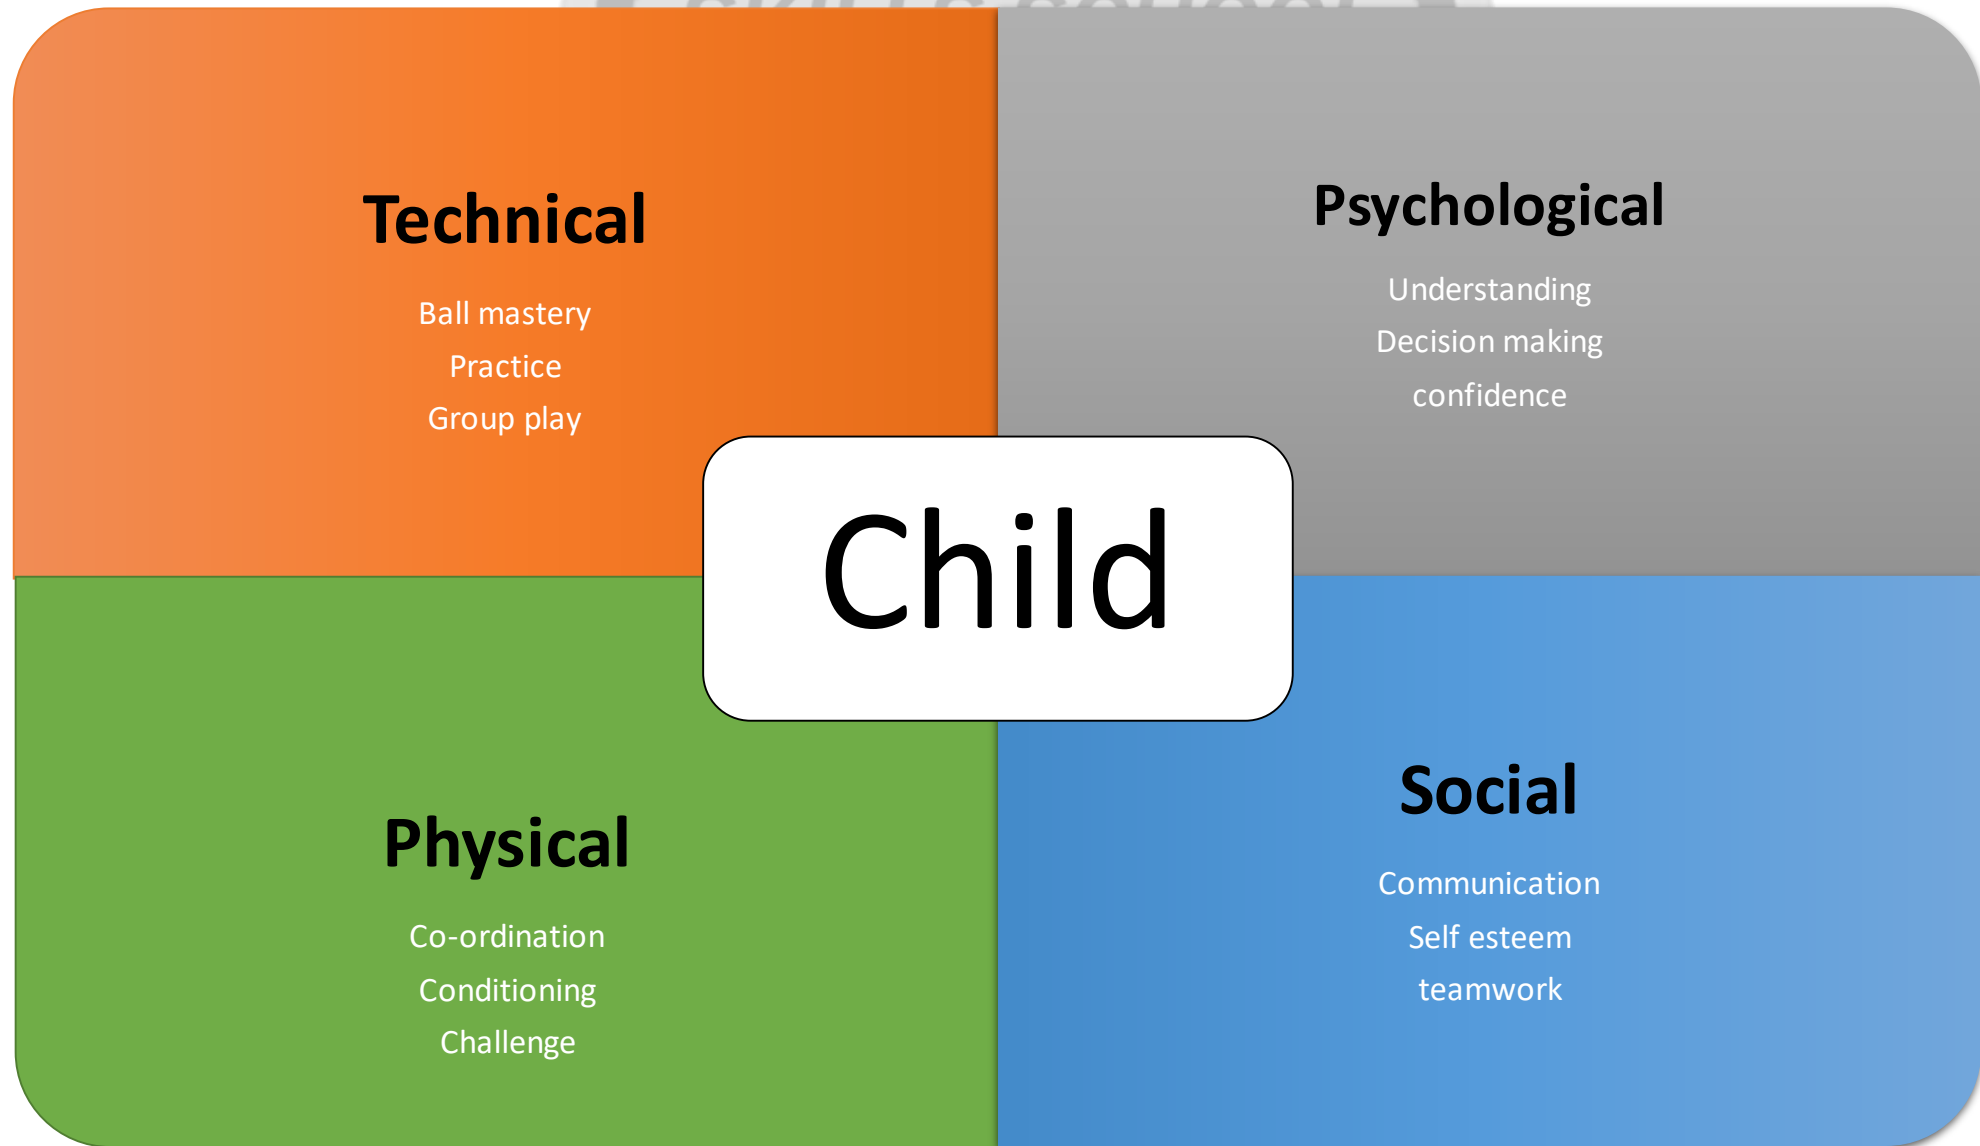 Technical
Ball mastery
Practice
Group play
Psychological
Understanding
Decision making
confidence
Child
Physical
Co-ordination
Conditioning
Challenge
Social
Communication
Self esteem
teamwork